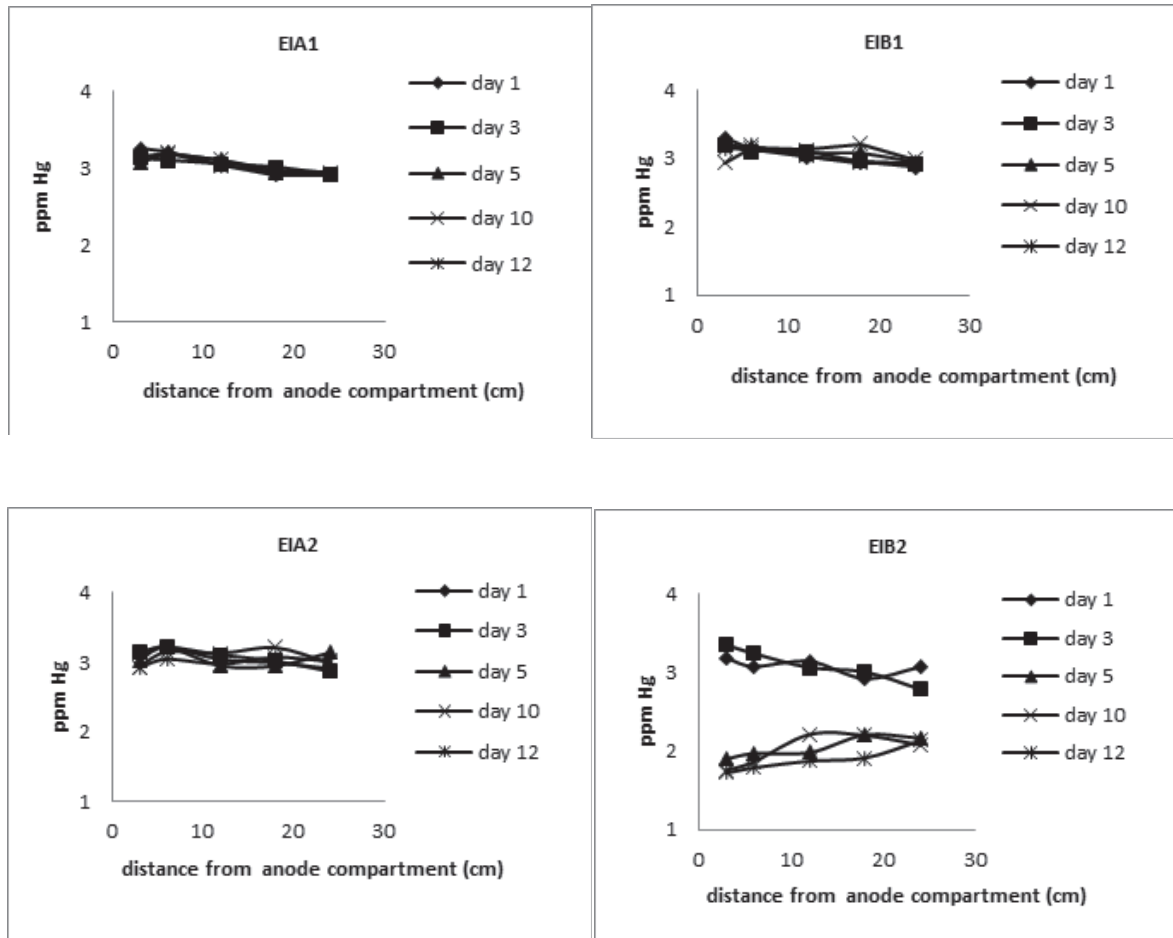 EIA1
ppm Hg
4
3
2
1
0
10
20
30
distance from anode compartment (cm)
day 1
day 3
day 5
day 10
day 12
EIB1
ppm Hg
4
3
2
1
0
10
20
30
distance from anode compartment (cm)
day 1
day 3
day 5
day 10
day 12
EIA2
ppm Hg
4
3
2
1
0
10
20
30
distance from anode compartment (cm)
day 1
day 3
day 5
day 10
day 12
EIB2
ppm Hg
4
3
2
1
0
10
20
30
distance from anode compartment (cm)
day 1
day 3
day 5
day 10
day 12